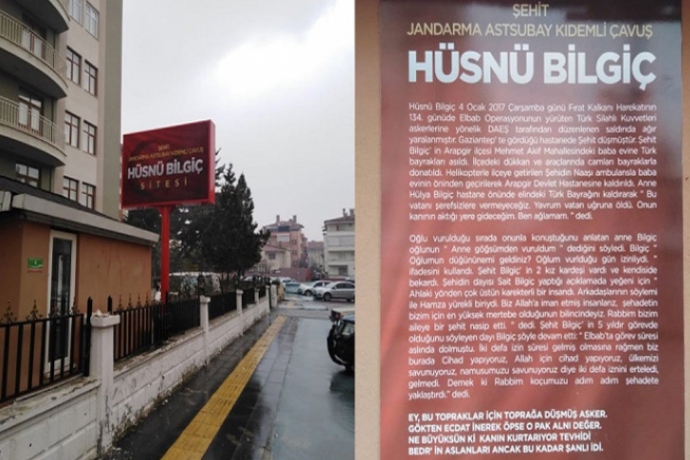 ŞEHİT
JANDARMA ASTSUBAY KIDEMLİ ÇAVUŞ
HÜSNÜ BİLGİÇ
SİTESİ
ŞEHİT
JANDARMA ASTSUBAY KIDEMLİ ÇAVUŞ
HÜSNÜ BİLGİÇ
Hüsnü Bilgiç 4 Ocak 2017 Çarşamba günü Fırat Kalkanı Harekatının
134. gününde Elbab Operasyonunun yürüten Türk Silahlı Kuvvetleri
askerlerine yönelik DAEŞ tarafından düzenlenen saldırıda ağır
yaralanmıştır. Gaziantep' te gördüğü hastanede Şehit düşmüştür. Şehit
Bilgiç' in Arapgir ilçesi Mehmet Akif Mahallesindeki baba evine Türk
bayrakları asıldı. İlçedeki dükkan ve araçlarında camları bayraklarla
donatıldı. Helikopterle ilçeye getirilen Şehidin Naaşı ambulansla baba
evinin önünden geçirilerek Arapgir Devlet Hastanesine kaldırıldı. Anne
Hülya Bilgiç hastane önünde elindeki Türk Bayrağını kaldırarak " Bu
vatanı şerefsizlere vermeyeceğiz. Yavrum vatan uğruna öldü. Onun
kanının aktığı yere gideceğim. Ben ağlamam. " dedi.
Oğlu vurulduğu sırada onunla konuştuğunu anlatan anne Bilgiç
oğlunun " Anne göğsümden vuruldum " dediğini söyledi. Bilgiç "
Oğlumun düğününemi geldiniz? Oğlum vurlduğu gün izinliydi. "
ifadesini kullandı. Şehit Bilgiç' in 2 kız kardeşi vardı ve kendiside
bekardı. Şehidin dayısı Sait Bilgiç yaptığı açıklamada yeğeni için "
Ahlaki yönden çok üstün karekterli bir insandı. Arkadaşlarının söylemi
ile Hamza yürekli biriydi. Biz Allah'a iman etmiş insanlarız, şehadetin
bizim için en yüksek mertebe olduğunun bilincindeyiz. Rabbim bizim
aileye bir şehit nasip etti. " dedi. Şehit Bilgiç' in 5 yıldır görevde
olduğunu söyleyen dayı Bilgiç şöyle devam etti: " Elbab'ta görev süresi
aslında dolmuştu. İki defa izin süresi gelmiş olmasına rağmen biz
burada Cihad yapıyoruz, Allah için cihad yapıyoruz, ülkemizi
savunuyoruz, namusumuzu savunuyoruz diye iki defa iznini erteledi,
gelmedi. Demek ki Rabbim koçumuzu adım adım şehadete
yaklaştırdı." dedi.
EY, BU TOPRAKLAR İÇİN TOPRAĞA DÜŞMÜŞ ASKER.
GÖKTEN ECDAT İNEREK ÖPSE O PAK ALNI DEĞER.
NE BÜYÜKSÜN Kİ KANIN KURTARIYOR TEVHİDİ
BEDR' İN ASLANLARI ANCAK BU KADAR ŞANLI İDİ.